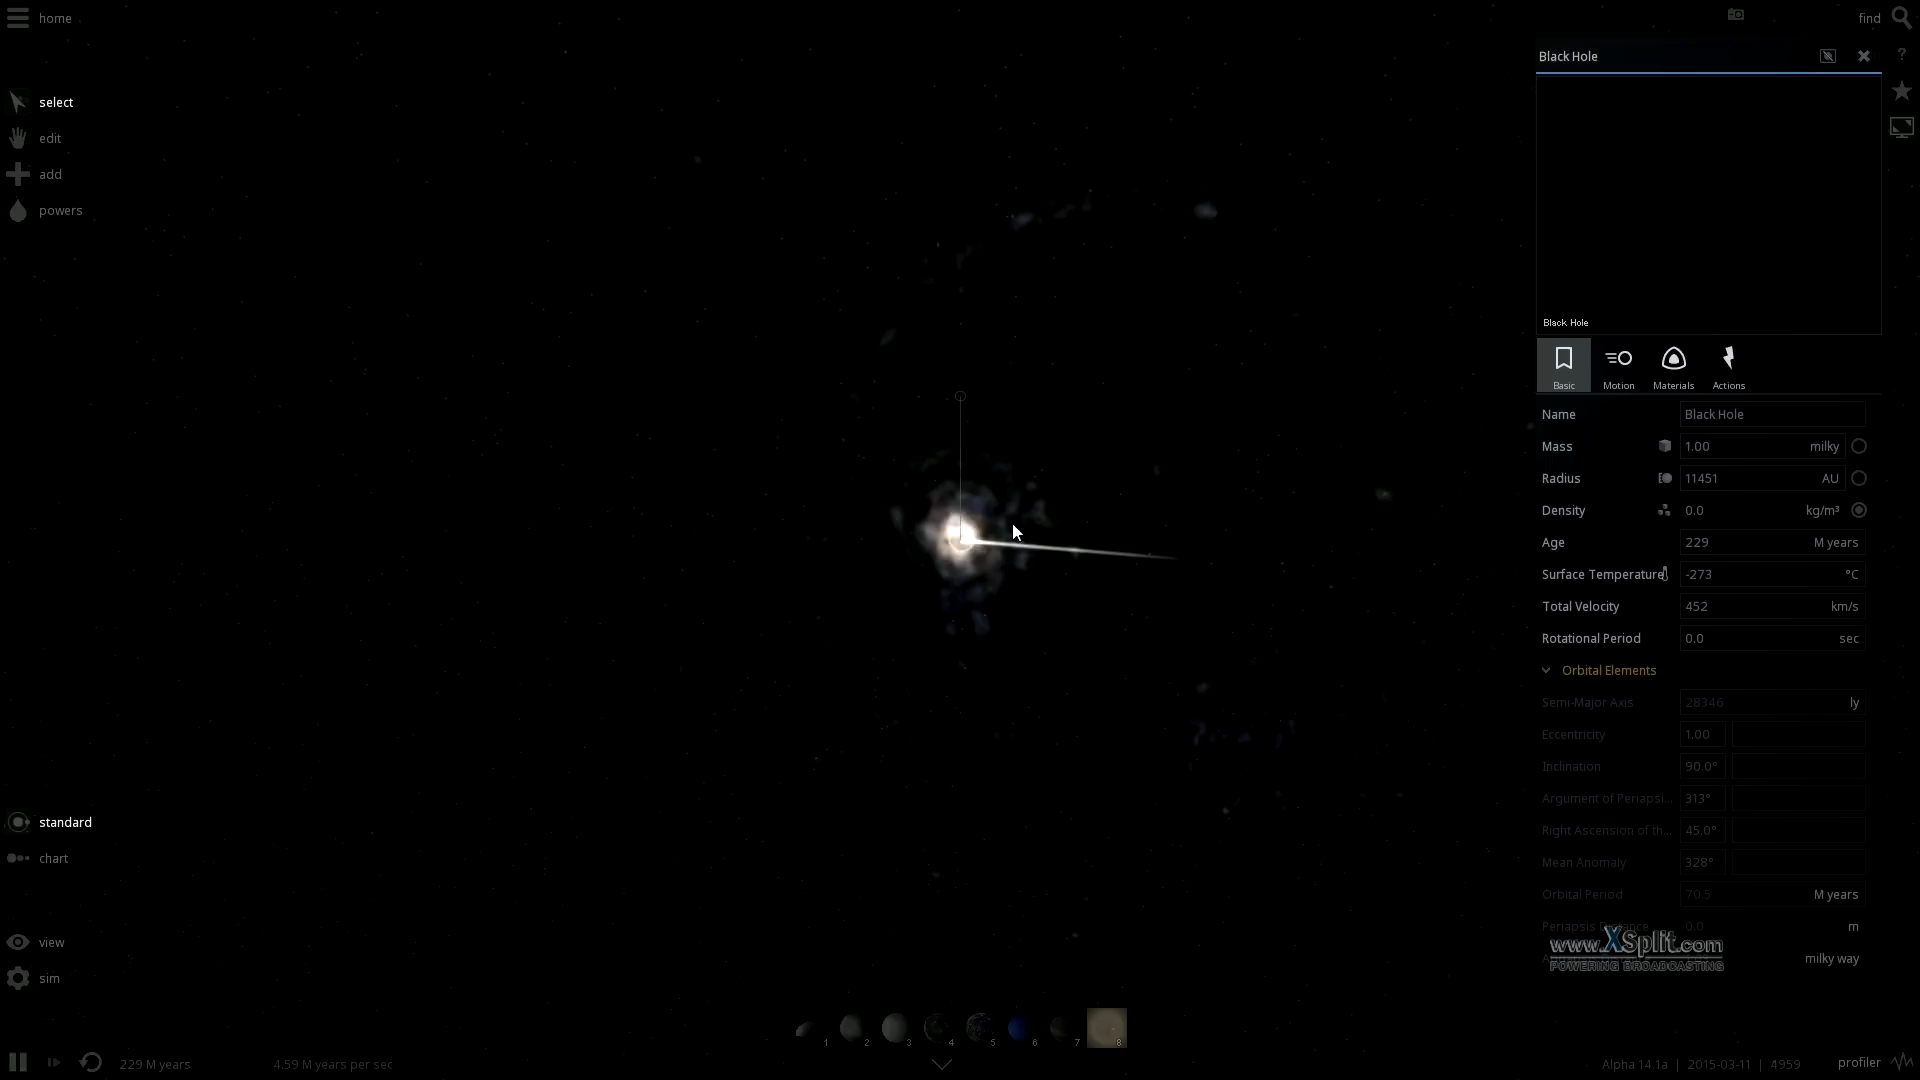 home
find
Black Hole
?
select
edit
add
powers
Black Hole
Basic Motion Materials Actions
Name Black Hole
Mass 1.00 milky
Radius 11451 AU
Density 0.0 kg/m³
Age 229 M years
Surface Temperature -273 °C
Total Velocity 452 km/s
Rotational Period 0.0 sec
Orbital Elements
Semi-Major Axis 28346 ly
Eccentricity 1.00
Inclination 90.0°
Argument of Periapsi... 313°
Right Ascension of th... 45.0°
Mean Anomaly 328°
Orbital Period 70.5 M years
Periapsis Distance 0.0 m
milky way
www.XSplit.com
POWERING BROADCASTING
standard
chart
view
sim
1 2 3 4 5 6 7 8
229 M years 4.59 M years per sec
Alpha 14.1a | 2015-03-11 | 4959
profiler